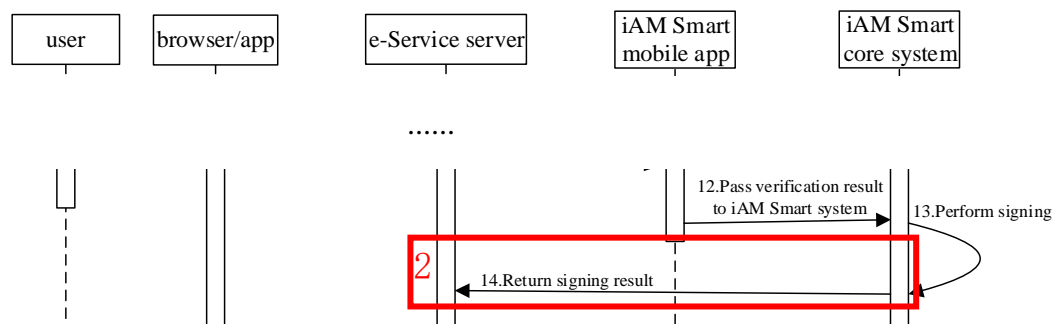 user
browser/app
e-Service server
iAM Smart
mobile app
iAM Smart
core system
......
12.Pass verification result
to iAM Smart system
13.Perform signing
2
14.Return signing result